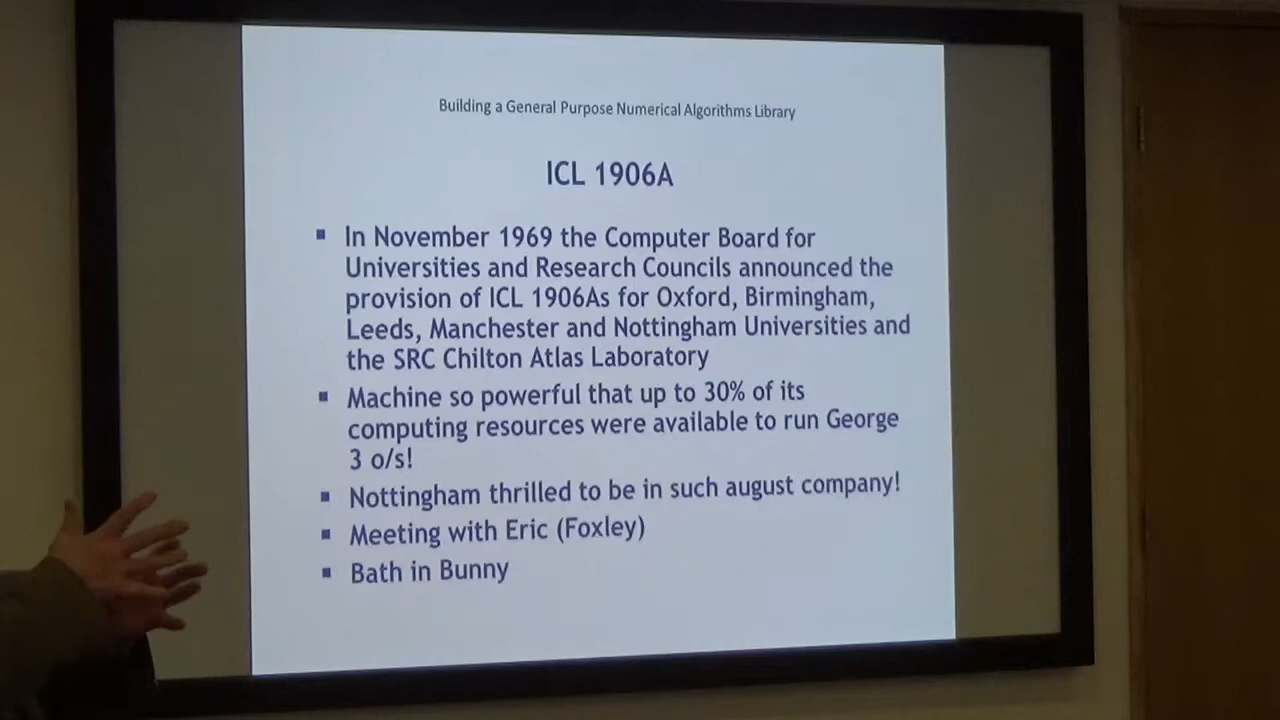 Building a General Purpose Numerical Algorithms Library
ICL 1906A
▪ In November 1969 the Computer Board for
Universities and Research Councils announced the
provision of ICL 1906As for Oxford, Birmingham,
Leeds, Manchester and Nottingham Universities and
the SRC Chilton Atlas Laboratory
▪ Machine so powerful that up to 30% of its
computing resources were available to run George
3 o/s!
▪ Nottingham thrilled to be in such august company!
▪ Meeting with Eric (Foxley)
▪ Bath in Bunny